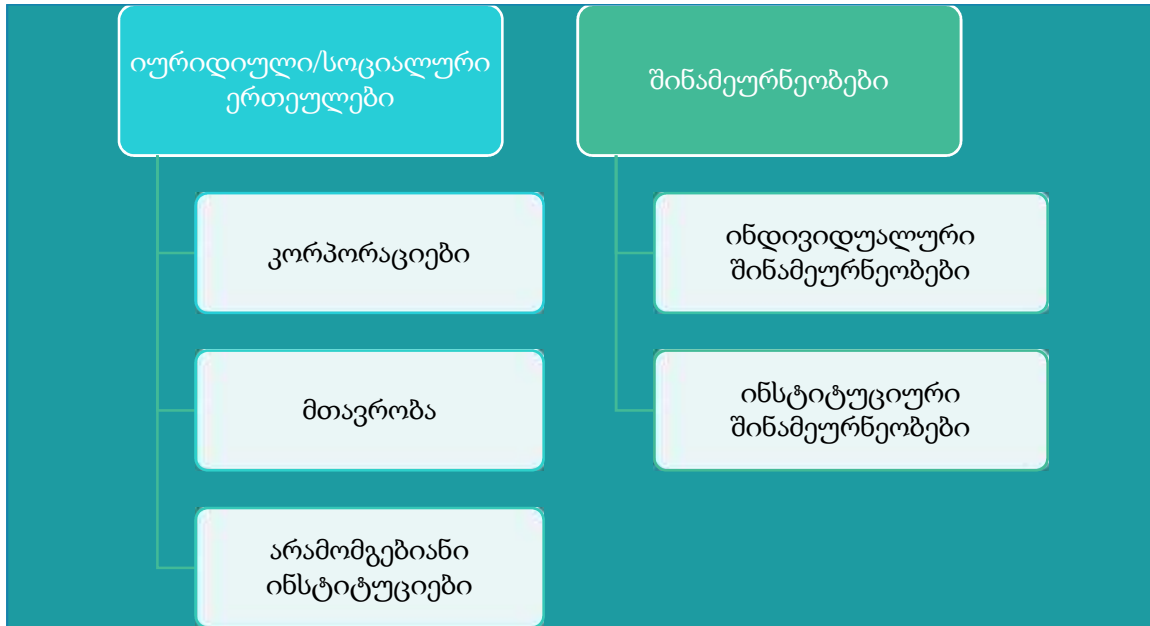 იურიდიული/სოციალური
ერთეულები
კორპორაციები
მთავრობა
არამომგებიანი
ინსტიტუციები
შინამეურნეობები
ინდივიდუალური
შინამეურნეობები
ინსტიტუციური
შინამეურნეობები